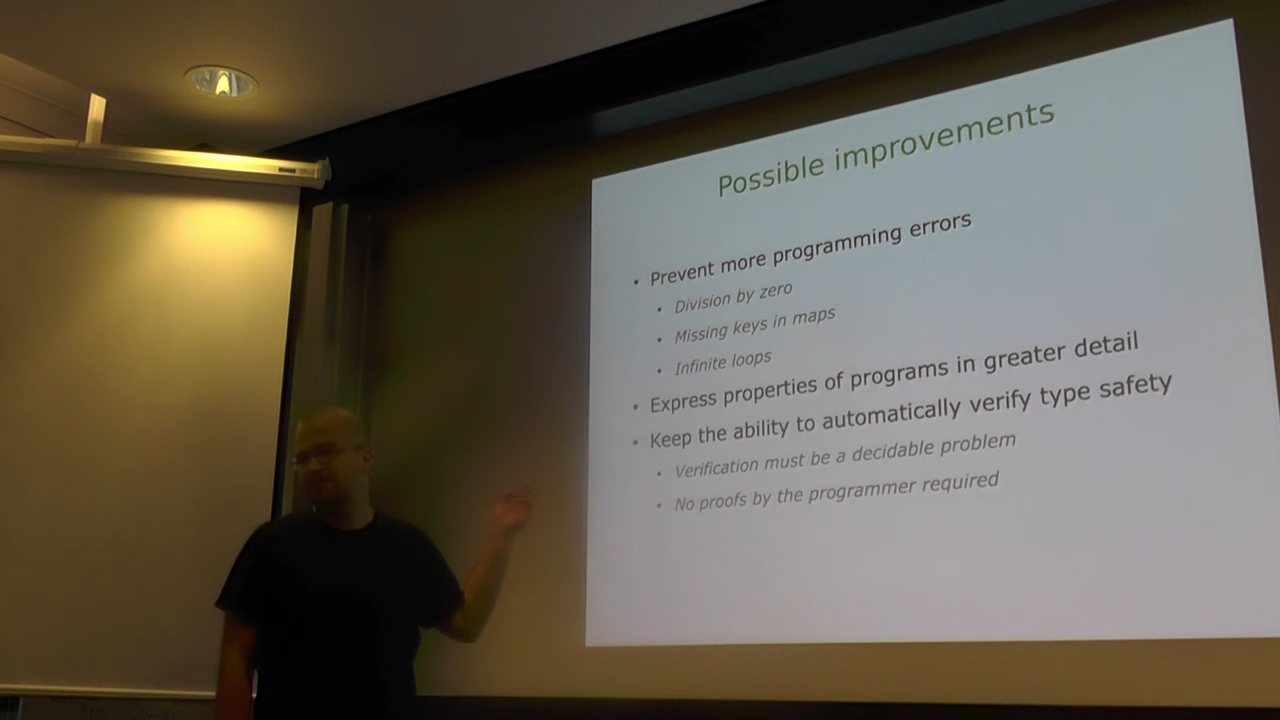 Possible improvements
• Prevent more programming errors
• Division by zero
• Missing keys in maps
• Infinite loops
• Express properties of programs in greater detail
• Keep the ability to automatically verify type safety
• Verification must be a decidable problem
• No proofs by the programmer required